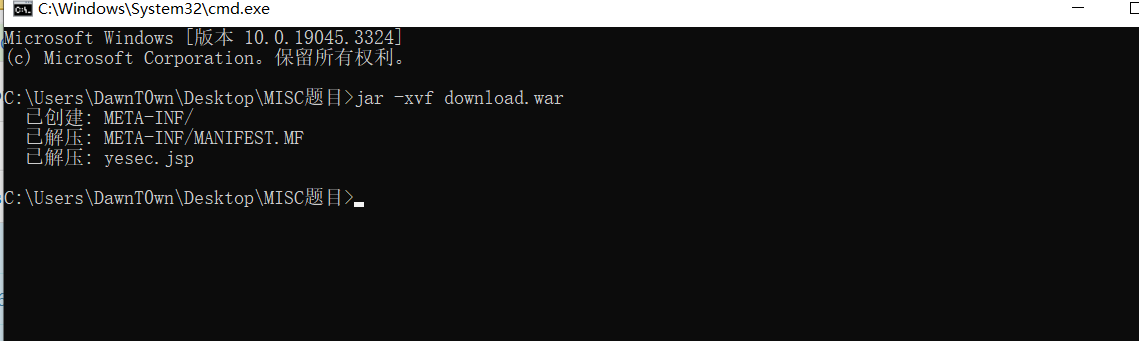 C:\Windows\System32\cmd.exe
Microsoft Windows [版本 10.0.19045.3324]
(c) Microsoft Corporation。保留所有权利。
C:\Users\DawnT0wn\Desktop\MISC题目>jar -xvf download.war
已创建: META-INF/
已解压: META-INF/MANIFEST.MF
已解压: yesec.jsp
C:\Users\DawnT0wn\Desktop\MISC题目>